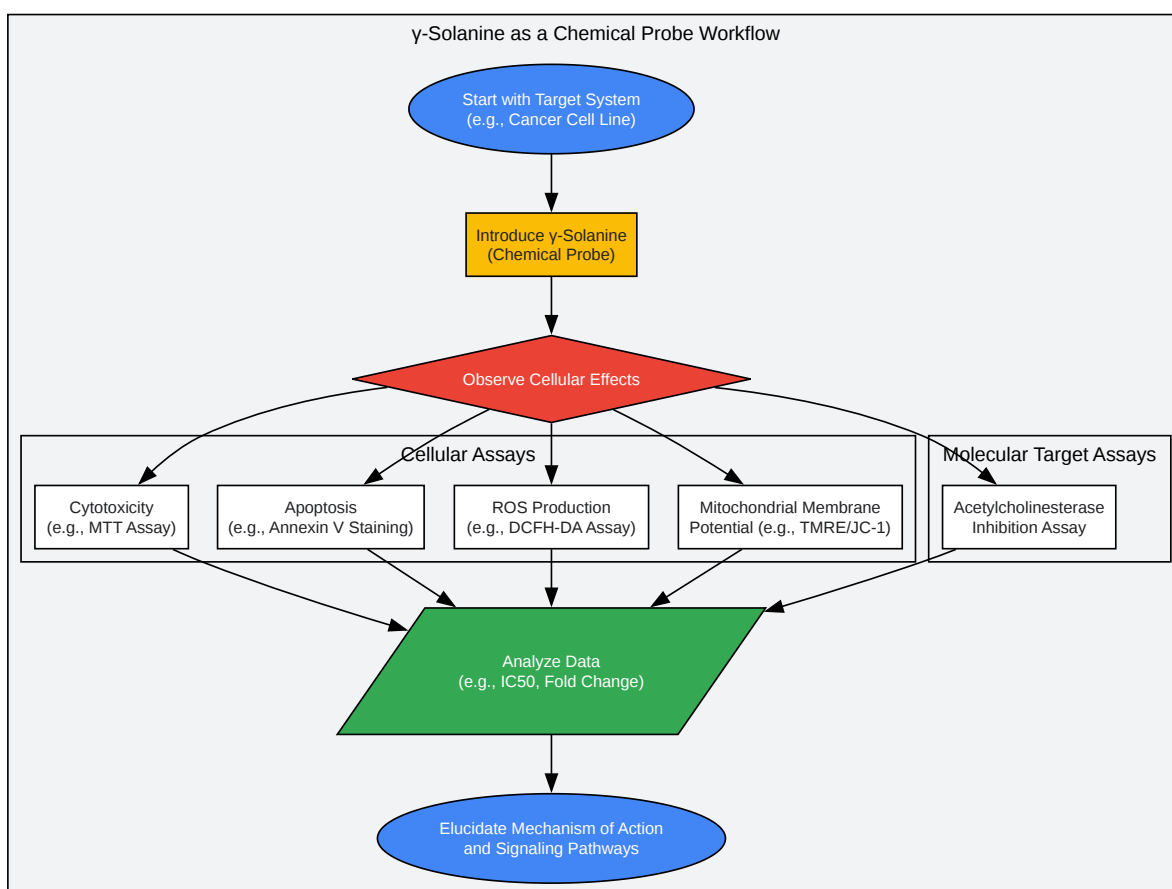 γ-Solanine as a Chemical Probe Workflow
Start with Target System
(e.g., Cancer Cell Line)
Introduce γ-Solanine
(Chemical Probe)
Observe Cellular Effects
Cellular Assays
Molecular Target Assays
Cytotoxicity
(e.g., MTT Assay)
Apoptosis
(e.g., Annexin V Staining)
ROS Production
(e.g., DCFH-DA Assay)
Mitochondrial Membrane
Potential (e.g., TMRE/JC-1)
Acetylcholinesterase
Inhibition Assay
Analyze Data
(e.g., IC50, Fold Change)
Elucidate Mechanism of Action
and Signaling Pathways